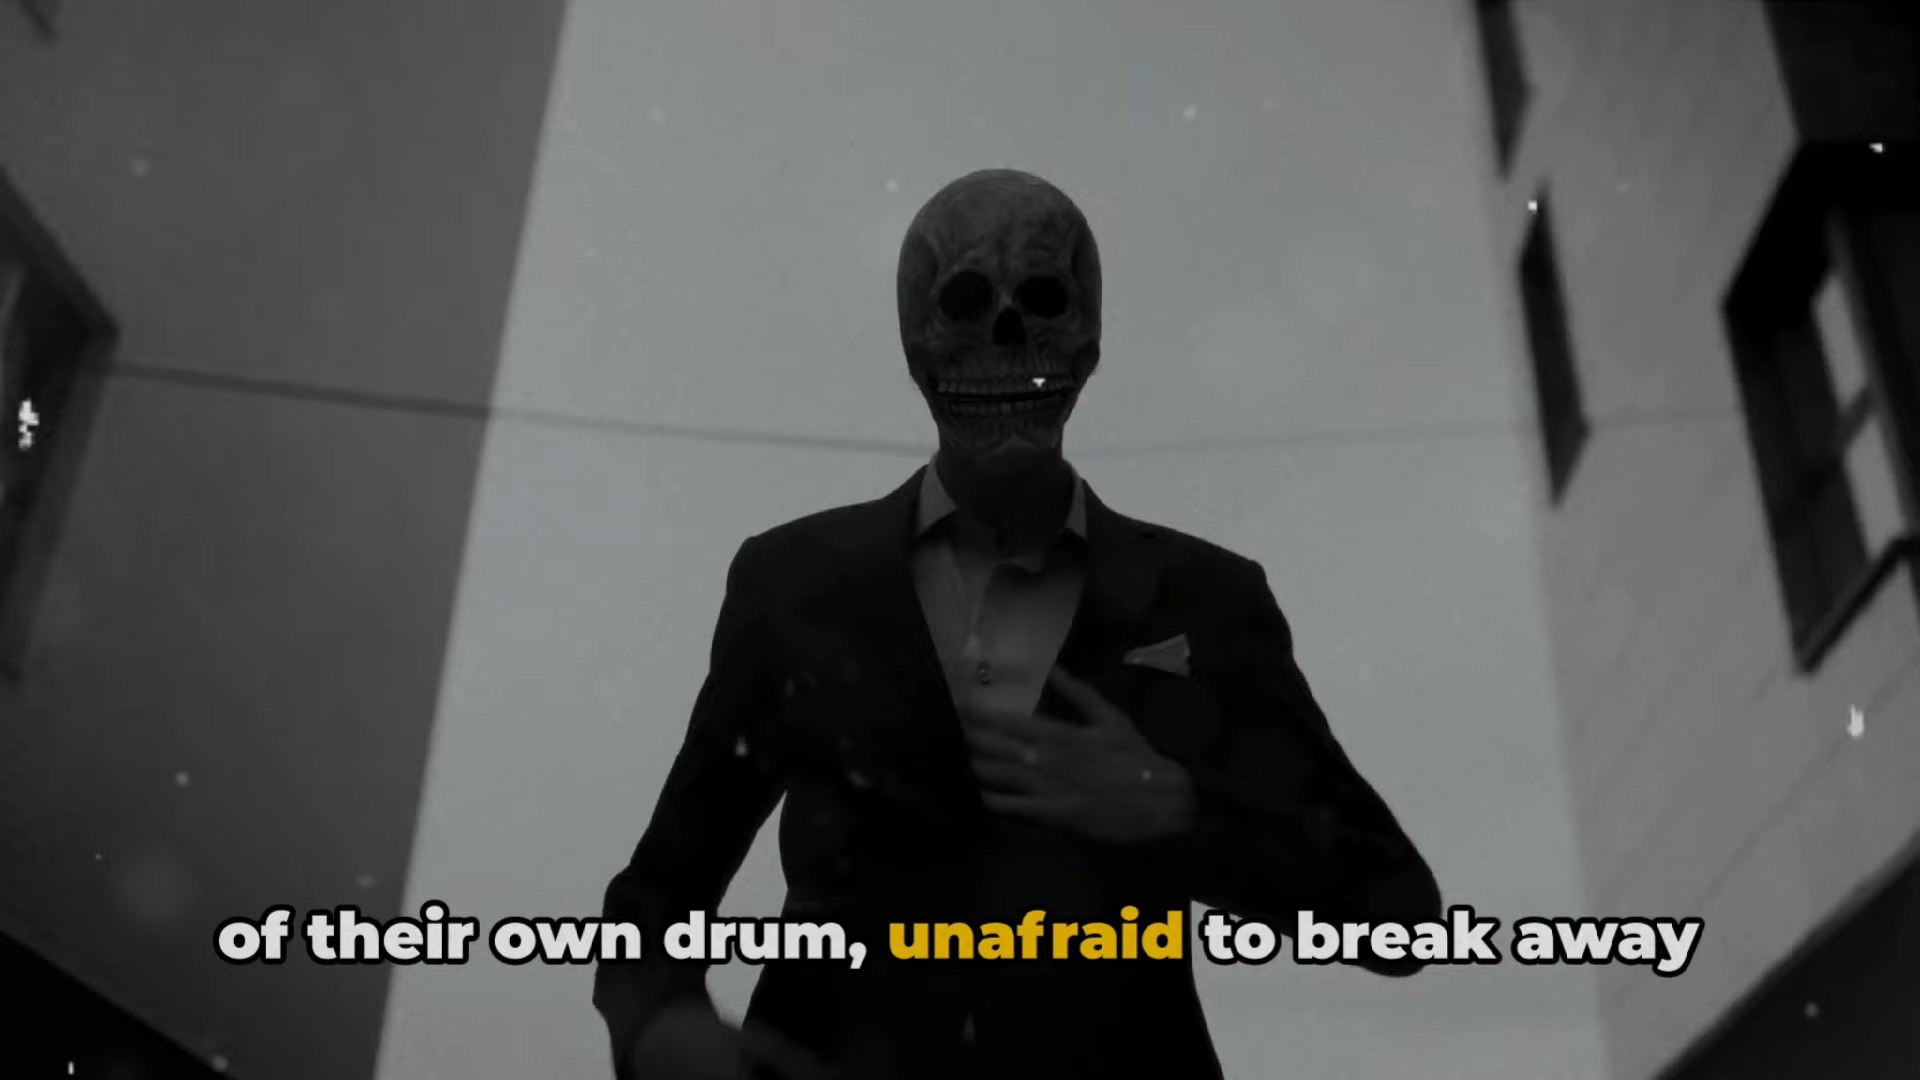 of their own drum, unafraid to break away